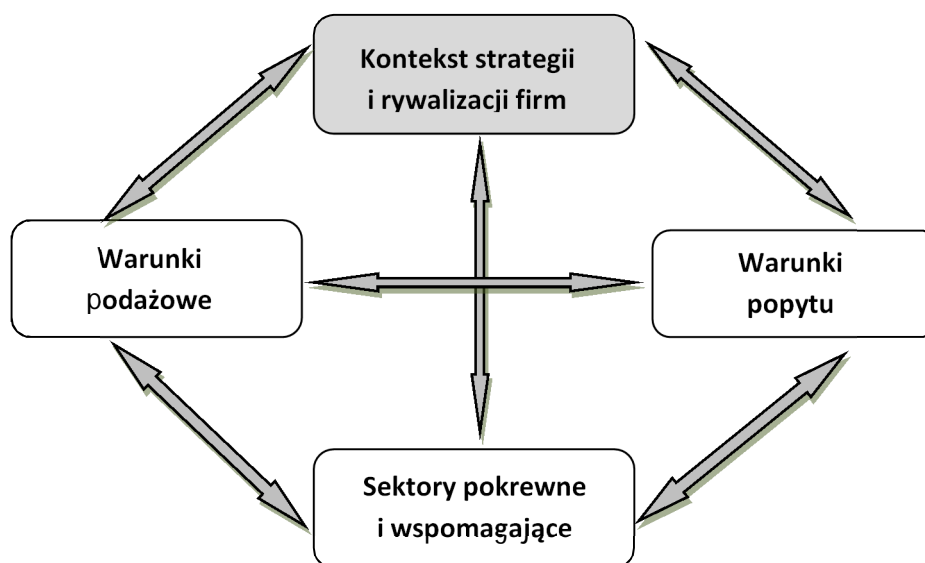 Kontekst strategii
i rywalizacji firm
Warunki
podażowe
Warunki
popytu
Sektory pokrewne
i wspomagające